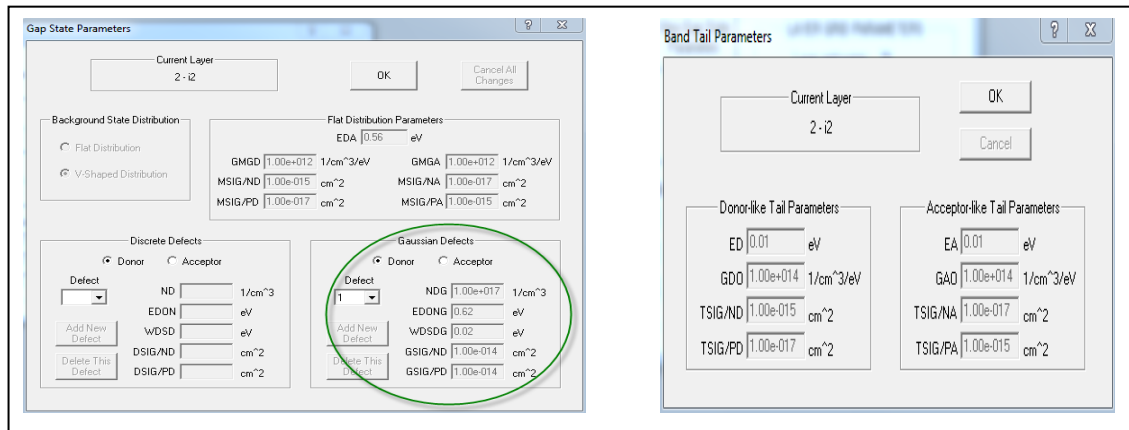 Gap State Parameters
Current Layer
2 - i2
OK
Cancel All
Changes
Background State Distribution
Flat Distribution
V-Shaped Distribution
Flat Distribution Parameters
EDA 0.56 eV
GMGD 1.00e+012 1/cm^3/eV GMGA 1.00e+012 1/cm^3/eV
MSIG/ND 1.00e-015 cm^2 MSIG/NA 1.00e-017 cm^2
MSIG/PD 1.00e-017 cm^2 MSIG/PA 1.00e-015 cm^2
Discrete Defects
Donor Acceptor
Defect
ND 1/cm^3
EDON eV
Add New
Defect
WDSD eV
DSIG/ND cm^2
Delete This
Defect
DSIG/PD cm^2
Gaussian Defects
Donor Acceptor
Defect
1
NDG 1.00e+017 1/cm^3
EDONG 0.62 eV
Add New
Defect
WDSDG 0.02 eV
GSIG/ND 1.00e-014 cm^2
Delete This
Defect
GSIG/PD 1.00e-014 cm^2
Band Tail Parameters
Current Layer
2 - i2
OK
Cancel
Donor-like Tail Parameters
ED 0.01 eV
GDO 1.00e+014 1/cm^3/eV
TSIG/ND 1.00e-015 cm^2
TSIG/PD 1.00e-017 cm^2
Acceptor-like Tail Parameters
EA 0.01 eV
GAO 1.00e+014 1/cm^3/eV
TSIG/NA 1.00e-017 cm^2
TSIG/PA 1.00e-015 cm^2